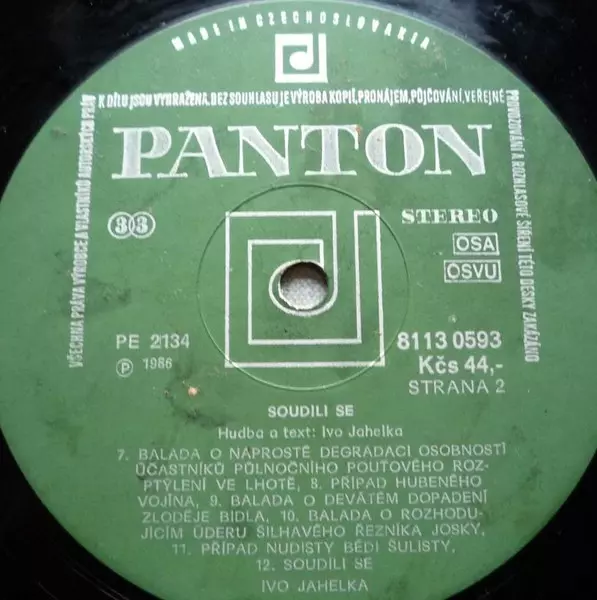 MADE IN CZECHOSLOVAKIA
VŠECHNA PRÁVA VÝROBCE A VLASTNÍKŮ AUTORSKÝCH PRÁV
K DÍLU JSOU VYHRAŽENA. BEZ SOUHLASU JE VÝROBA KOPIÍ, PRONÁJEM, PŮJČOVÁNÍ, VEŘEJNÉ
PROVOZOVÁNÍ A ROZHLASOVÉ ŠÍŘENÍ TÉTO DESKY ZAKÁZÁNO
PANTON
33
STEREO
OSA
OSVU
PE 2134
Ⓟ 1986
8113 0593
Kčs 44,-
STRANA 2
SOUDILI SE
Hudba a text: Ivo Jahelka
7. BALADA O NAPROSTÉ DEGRADACI OSOBNOSTÍ
ÚČASTNÍKŮ PŮLNOČNÍHO POUŤOVÉHO ROZ-
PTÝLENÍ VE LHOTĚ, 8. PŘÍPAD HUBENÉHO
VOJÍNA, 9. BALADA O DEVÁTÉM DOPADENÍ
ZLODĚJE BIDLA, 10. BALADA O ROZHODU-
JÍCÍM ÚDERU ŠILHAVÉHO ŘEZNÍKA JOSKY,
11. PŘÍPAD NUDISTY BÉDI ŠULISTY,
12. SOUDILI SE
IVO JAHELKA